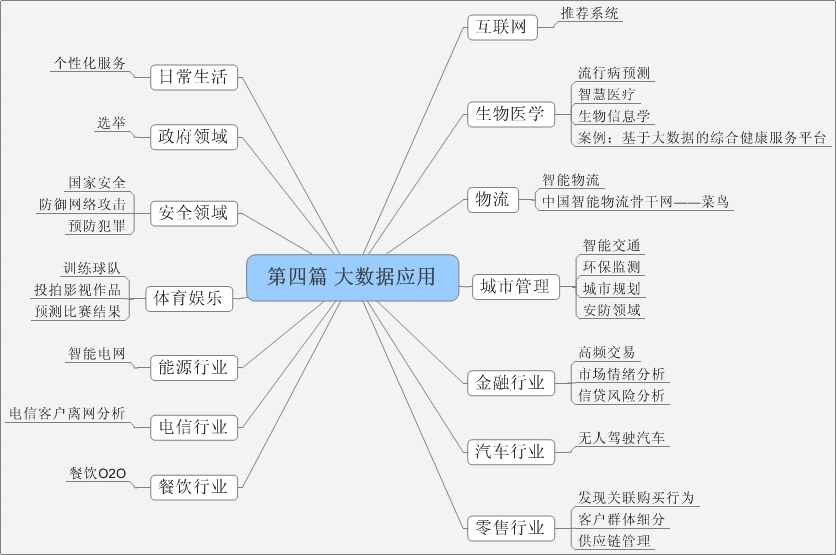 第四篇 大数据应用
互联网
推荐系统
生物医学
流行病预测
智慧医疗
生物信息学
案例：基于大数据的综合健康服务平台
物流
智能物流
中国智能物流骨干网——菜鸟
城市管理
智能交通
环保监测
城市规划
安防领域
金融行业
高频交易
市场情绪分析
信贷风险分析
汽车行业
无人驾驶汽车
零售行业
发现关联购买行为
客户群体细分
供应链管理
日常生活
个性化服务
政府领域
选举
安全领域
国家安全
防御网络攻击
预防犯罪
体育娱乐
训练球队
投拍影视作品
预测比赛结果
能源行业
智能电网
电信行业
电信客户离网分析
餐饮行业
餐饮O2O